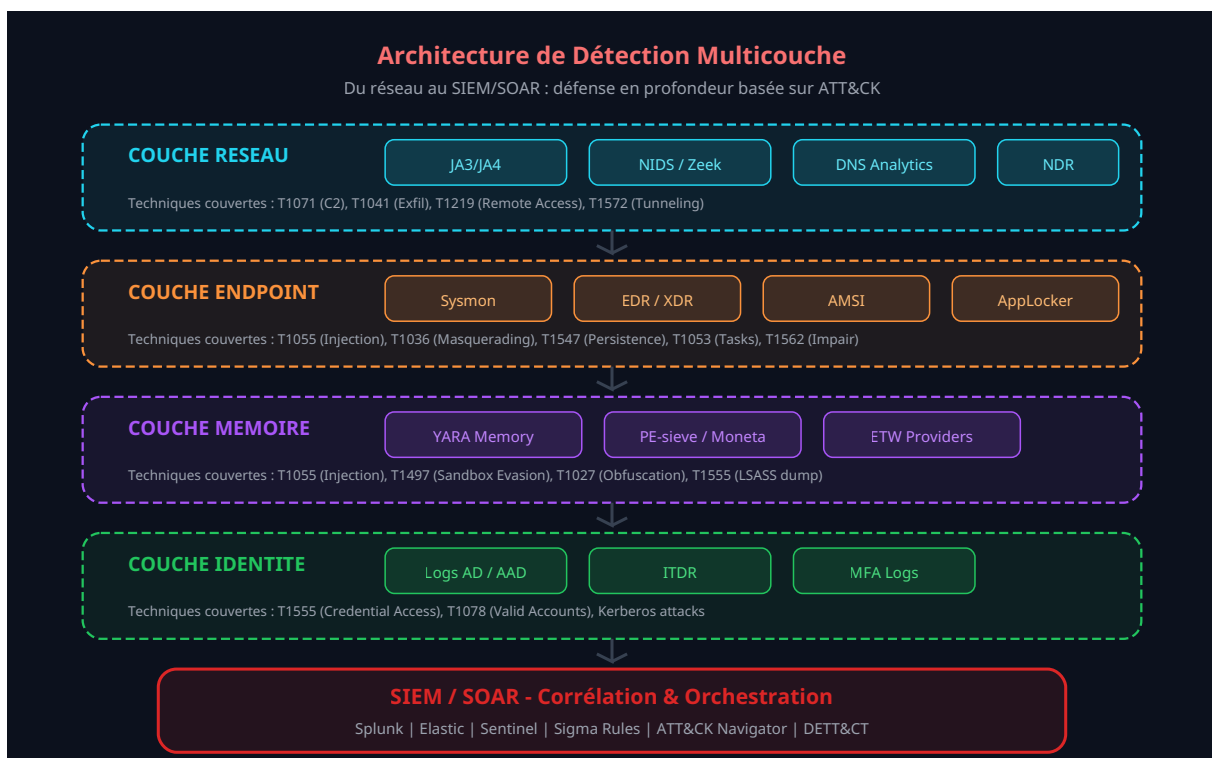 Architecture de Détection Multicouche
Du réseau au SIEM/SOAR : défense en profondeur basée sur ATT&CK
COUCHE RESEAU
JA3/JA4
NIDS / Zeek
DNS Analytics
NDR
Techniques couvertes : T1071 (C2), T1041 (Exfil), T1219 (Remote Access), T1572 (Tunneling)
COUCHE ENDPOINT
Sysmon
EDR / XDR
AMSI
AppLocker
Techniques couvertes : T1055 (Injection), T1036 (Masquerading), T1547 (Persistence), T1053 (Tasks), T1562 (Impair)
COUCHE MEMOIRE
YARA Memory
PE-sieve / Moneta
ETW Providers
Techniques couvertes : T1055 (Injection), T1497 (Sandbox Evasion), T1027 (Obfuscation), T1555 (LSASS dump)
COUCHE IDENTITE
Logs AD / AAD
ITDR
MFA Logs
Techniques couvertes : T1555 (Credential Access), T1078 (Valid Accounts), Kerberos attacks
SIEM / SOAR - Corrélation & Orchestration
Splunk | Elastic | Sentinel | Sigma Rules | ATT&CK Navigator | DETT&CT